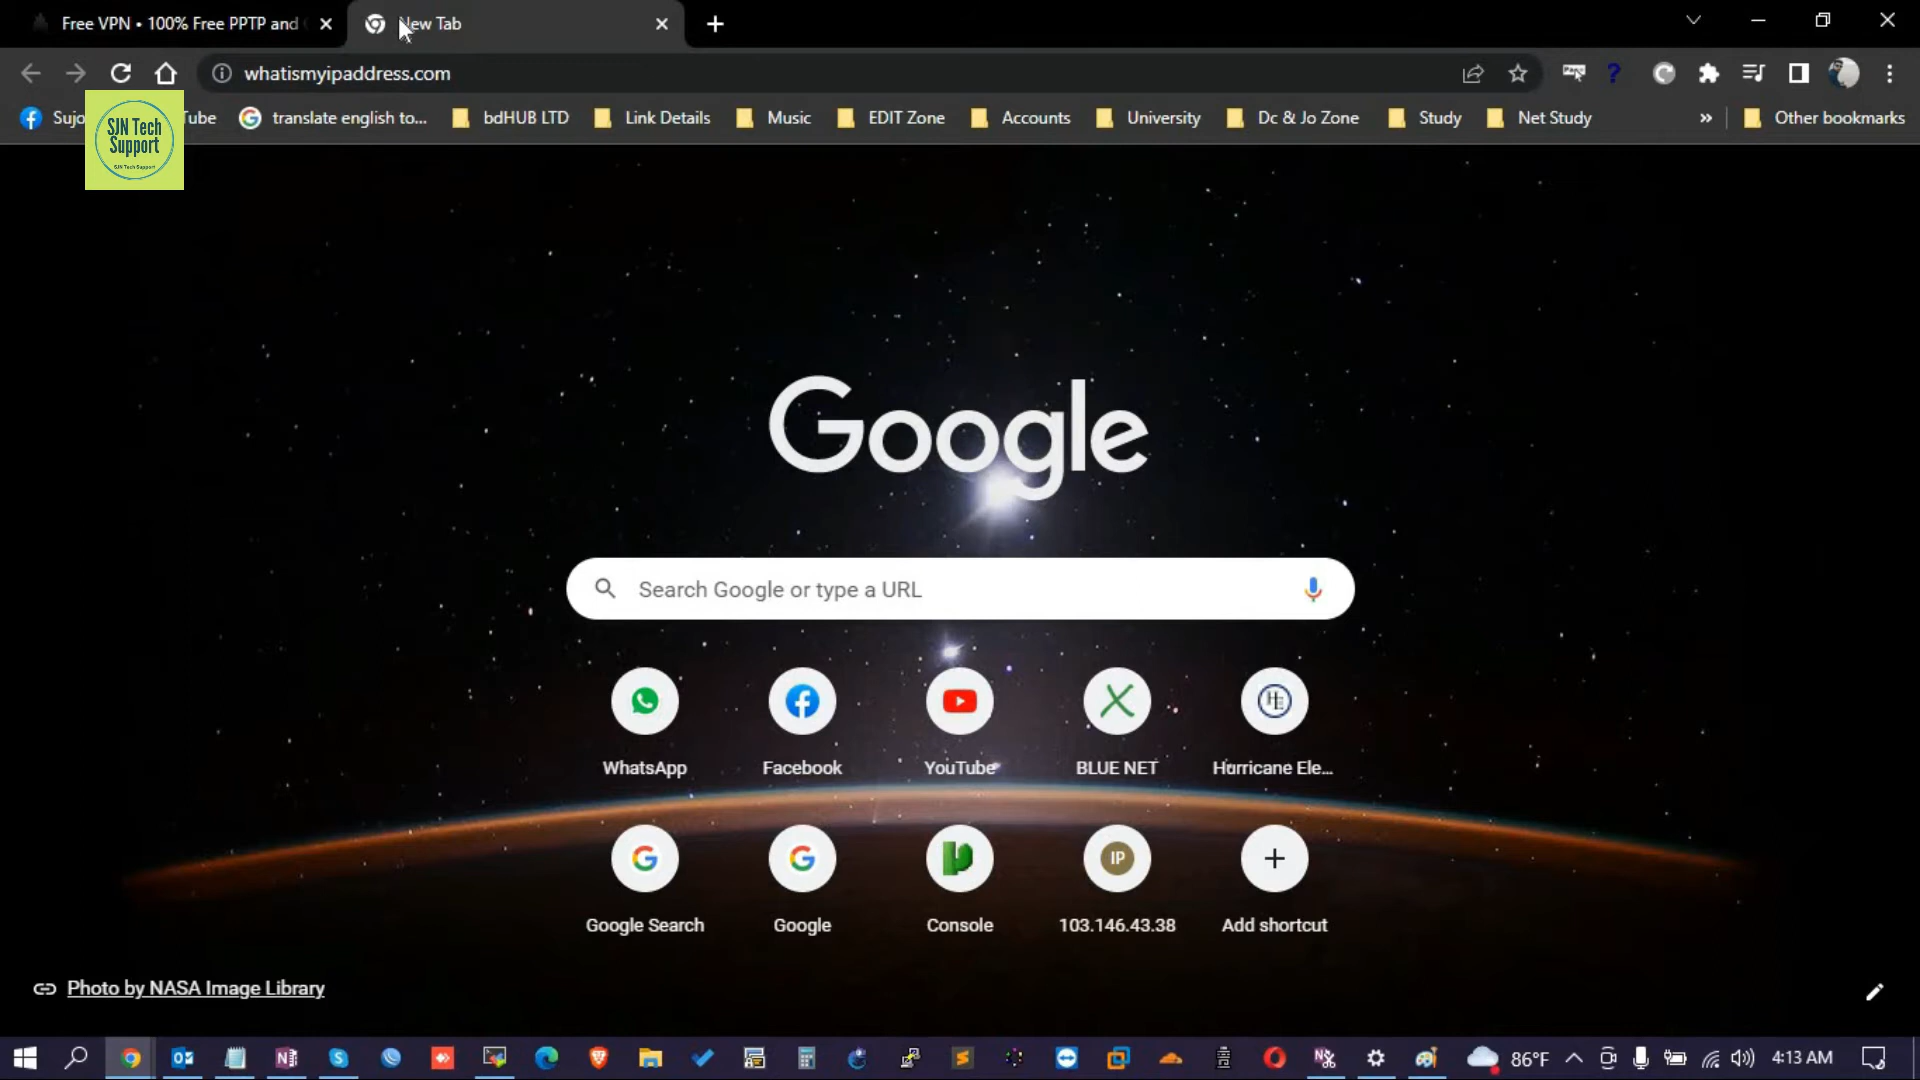 Free VPN • 100% Free PPTP and
New Tab
whatismyipaddress.com
Sujo
Tube
translate english to...
bdHUB LTD
Link Details
Music
EDIT Zone
Accounts
University
Dc & Jo Zone
Study
Net Study
»
Other bookmarks
SJN Tech
Support
SJN Tech Support
Google
Search Google or type a URL
WhatsApp
Facebook
YouTube
BLUE NET
Hurricane Ele...
Google Search
Google
IP
Console
103.146.43.38
Add shortcut
Photo by NASA Image Library
86°F
4:13 AM